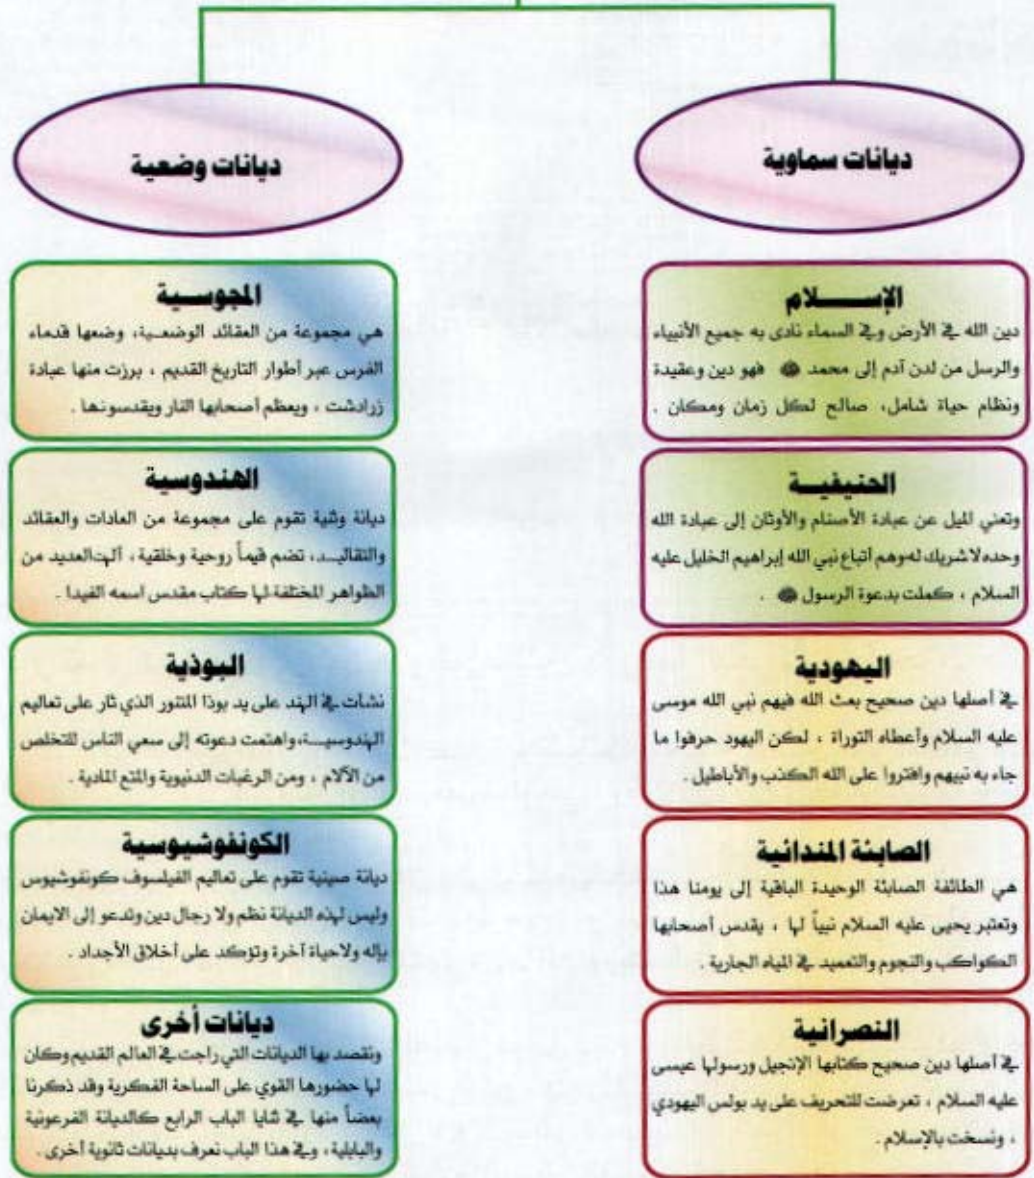 ديانات سماوية
الإســـلام
دين الله في الأرض وفي السماء نادى به جميع الأنبياء
والرسل من لدن آدم إلى محمد ﷺ فهو دين وعقيدة
ونظام حياة شامل، صالح لكل زمان ومكان .
الحنيفيــة
وتعني الميل عن عبادة الأصنام والأوثان إلى عبادة الله
وحده لاشريك له وهم أتباع نبي الله إبراهيم الخليل عليه
السلام ، كملت بدعوة الرسول ﷺ .
اليهودية
في أصلها دين صحيح بعث الله فيهم نبي الله موسى
عليه السلام وأعطاه التوراة ، لكن اليهود حرفوا ما
جاء به نبيهم وافتروا على الله الكذب والأباطيل .
الصابئة المندائية
هي الطائفة الصابئة الوحيدة الباقية إلى يومنا هذا
وتعتبر يحيى عليه السلام نبياً لها ، يقدس أصحابها
الكواكب والنجوم والتعميد في المياه الجارية .
النصرانية
في أصلها دين صحيح كتابها الإنجيل ورسولها عيسى
عليه السلام ، تعرضت للتحريف على يد بولس اليهودي
، ونسخت بالإسلام .
ديانات وضعية
المجوســية
هي مجموعة من العقائد الوضعـية، وضعها قدماء
الفرس عبر أطوار التاريخ القديم ، برزت منها عبادة
زرادشت ، ويعظم أصحابها النار ويقدسونها .
الهندوسية
ديانة وثنية تقوم على مجموعة من العادات والعقائد
والتقاليــد، تضم قيماً روحية وخلقية ، ألهت العديد من
الظواهر المختلفة لها كتاب مقدس اسمه الفيدا .
البوذية
نشأت في الهند على يد بوذا المتنور الذي ثار على تعاليم
الهندوسيــة، واهتمت دعوته إلى سعي الناس للتخلص
من الآلام ، ومن الرغبات الدنيوية والمتع المادية .
الكونفوشيوسية
ديانة صينية تقوم على تعاليم الفيلسوف كونفوشيوس
وليس لهذه الديانة نظم ولا رجال دين وتدعو إلى الايمان
بإله ولاحياة آخرة وتؤكد على أخلاق الأجداد .
ديانات أخرى
ونقصد بها الديانات التي راجت في العالم القديم وكان
لها حضورها القوي على الساحة الفكرية وقد ذكرنا
بعضاً منها في ثنايا الباب الرابع كالديانة الفرعونية
والبابلية ، وفي هذا الباب نعرف بديانات ثانوية أخرى .